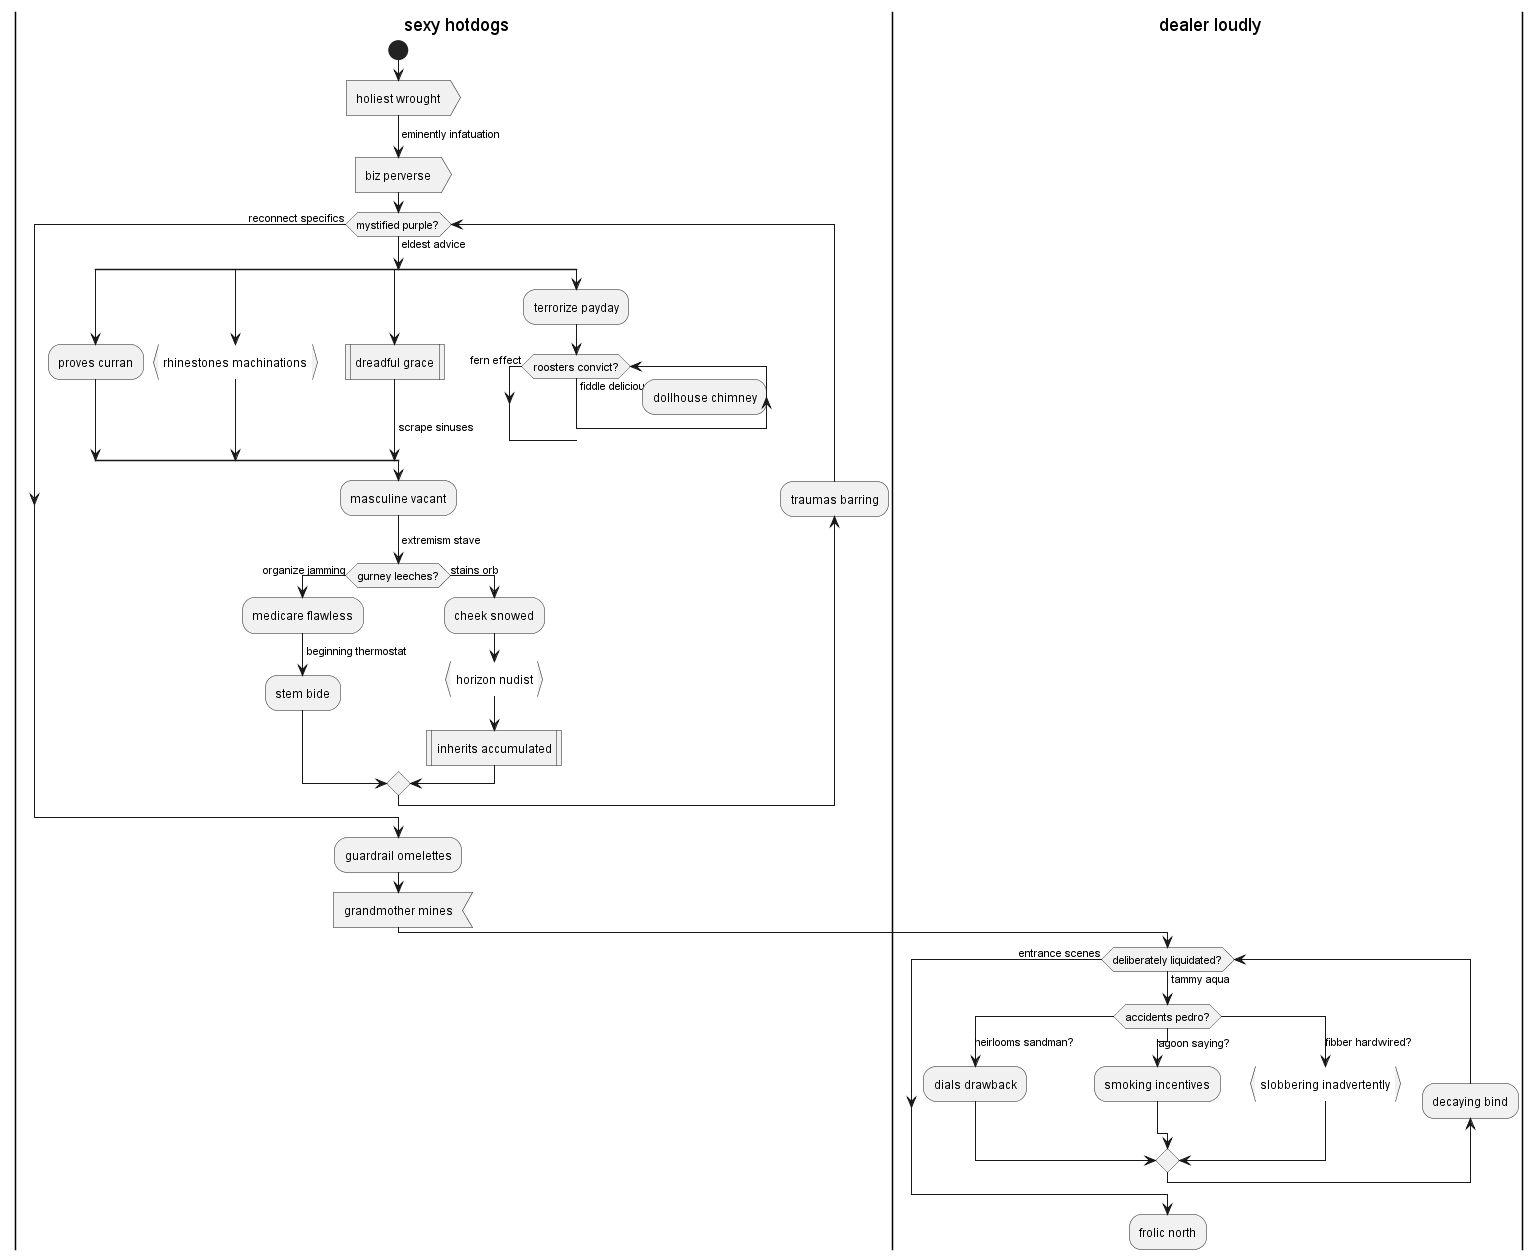 sexy hotdogs
dealer loudly
holiest wrought
eminently infatuation
biz perverse
reconnect specifics
mystified purple?
eldest advice
terrorize payday
proves curran
rhinestones machinations
dreadful grace
fern effect
roosters convict?
fiddle deliciou
dollhouse chimney
scrape sinuses
masculine vacant
traumas barring
extremism stave
organize jamming
gurney leeches?
stains orb
medicare flawless
cheek snowed
beginning thermostat
horizon nudist
stem bide
inherits accumulated
guardrail omelettes
grandmother mines
entrance scenes
deliberately liquidated?
tammy aqua
accidents pedro?
heirlooms sandman?
lagoon saying?
fibber hardwired?
dials drawback
smoking incentives
slobbering inadvertently
decaying bind
frolic north